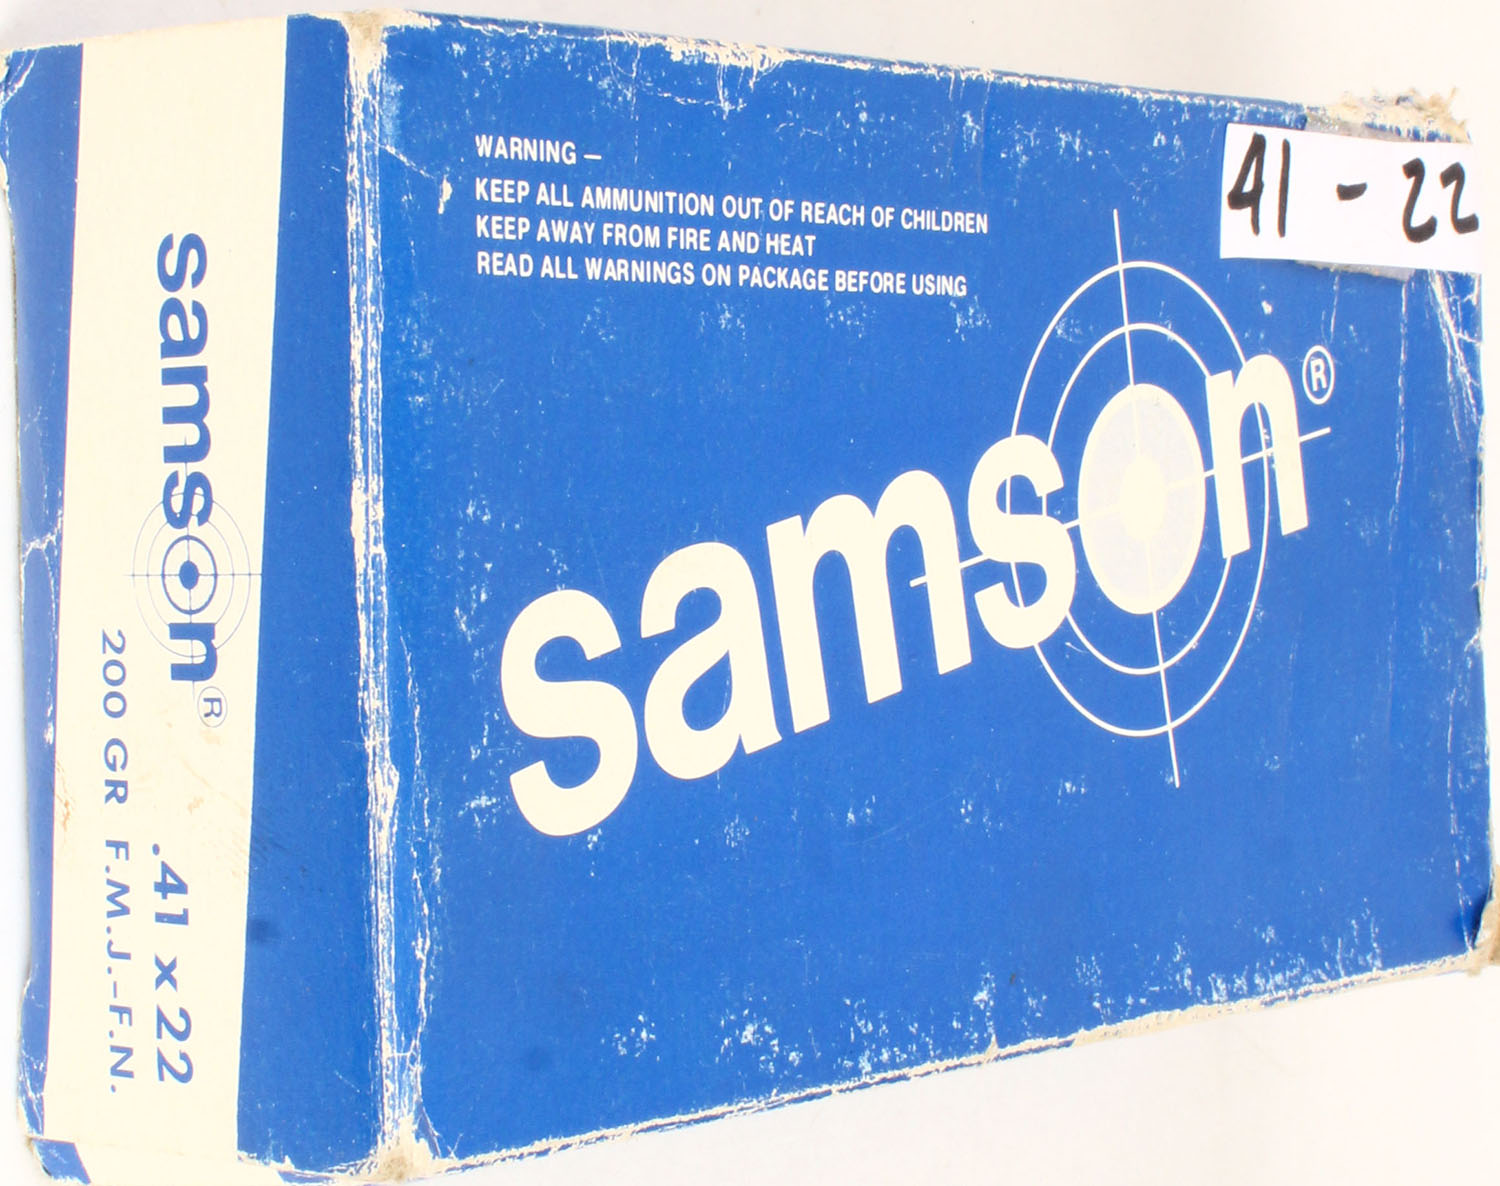 WARNING –
KEEP ALL AMMUNITION OUT OF REACH OF CHILDREN
KEEP AWAY FROM FIRE AND HEAT
READ ALL WARNINGS ON PACKAGE BEFORE USING
41 - 22
samson®
samson®
.41 x 22
200 GR F.M.J.-F.N.